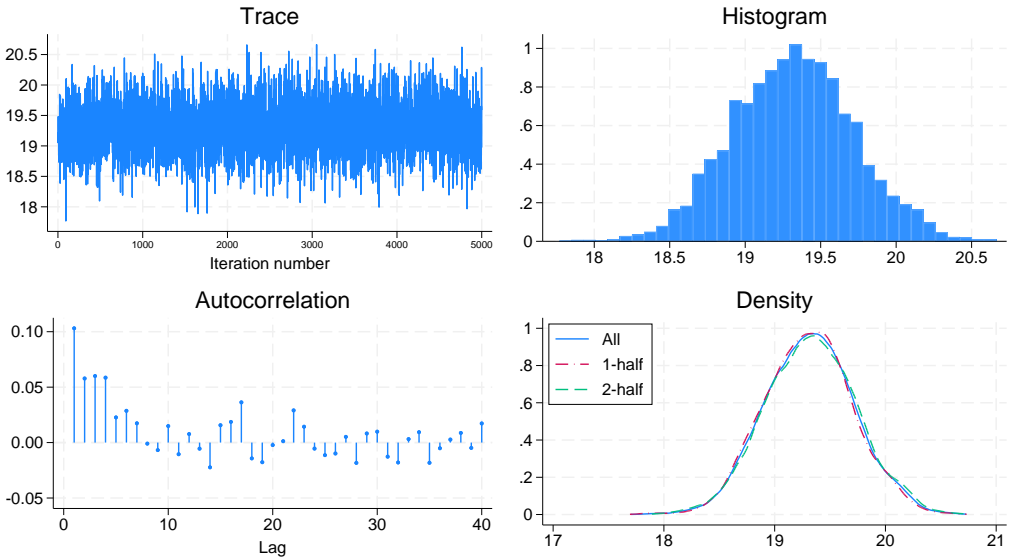 Trace
20.5
20
19.5
19
18.5
18
0 1000 2000 3000 4000 5000
Iteration number
Histogram
1
.8
.6
.4
.2
0
18 18.5 19 19.5 20 20.5
Autocorrelation
0.10
0.05
0.00
-0.05
0 10 20 30 40
Lag
Density
1
.8
.6
.4
.2
0
All
1-half
2-half
17 18 19 20 21